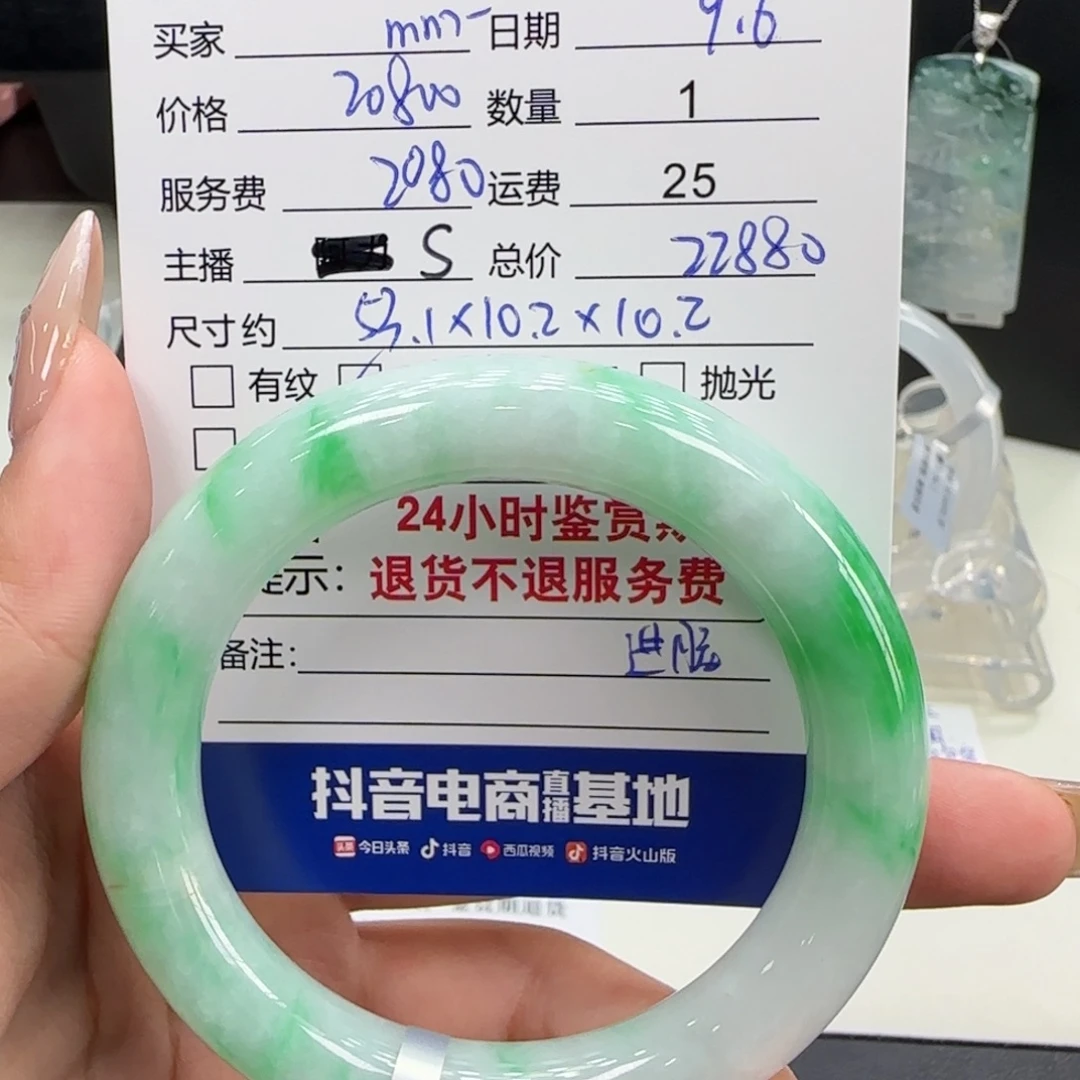 买家 mm 日期 9.6
价格 20800 数量 1
服务费 2080 运费 25
主播 S 总价 22880
尺寸约 .1×10.2×10.2
有纹 抛光
24小时鉴赏期
示: 退货不退服务费
备注:
抖音电商直播基地
头条 今日头条 抖音 西瓜视频 抖音火山版